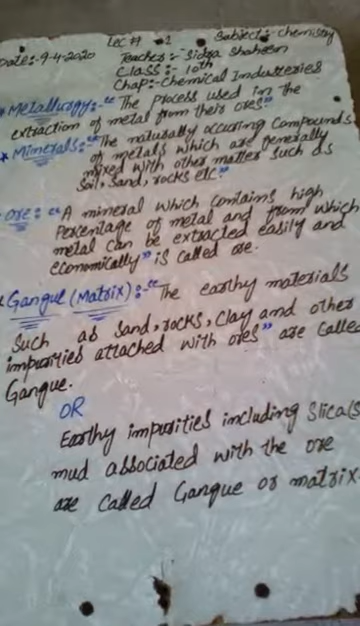 Lec # 1 Subject:- Chemistry
Date:- 9-4-2020 Teacher:- Sidra Shaheen
Class:- 10th
Chap:- Chemical Industeries
* Metallurgy:- "The process used in the
extraction of metal from their ores"
* Minerals:- "The naturally occuring compounds
of metals which are generally
mixed with other matter such as
Soil, Sand, rocks etc."
ore:- "A mineral which contains high
Percentage of metal and from which
metal can be extracted easily and
economically" is called ore.
Gangue (Matrix):- "The earthy materials
Such as Sand, rocks, Clay and other
impurities attached with ores" are Called
Gangue.
OR
Earthy impurities including
mud associated with the ore
are Called Gangue or matrix.